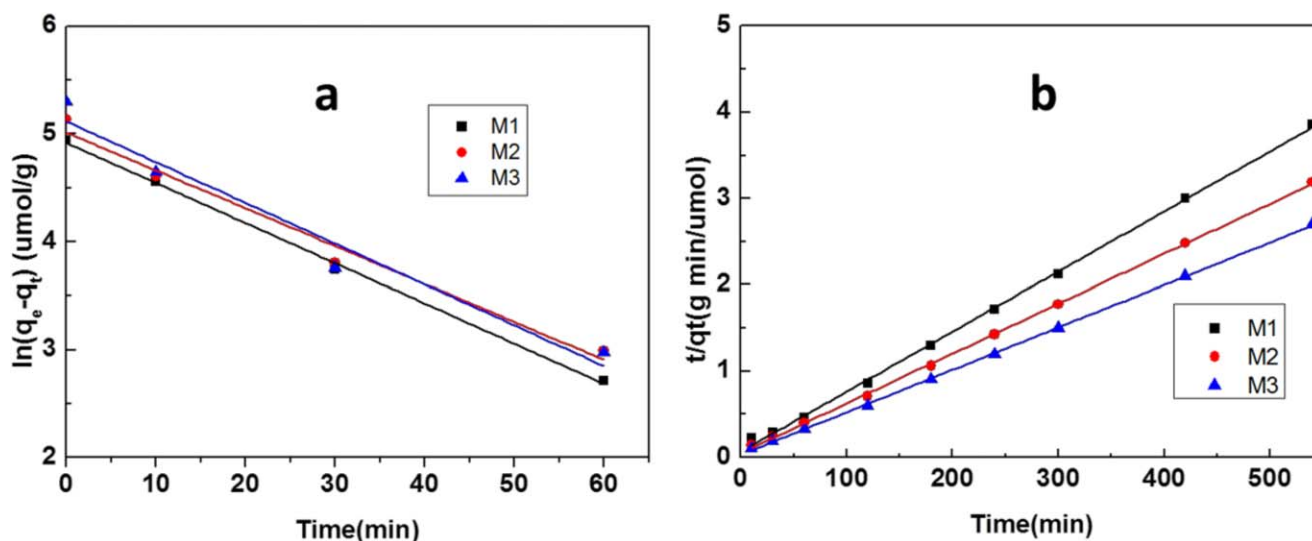 a
M1
M2
M3
6
5
4
3
2
ln(qe-qt) (umol/g)
0 10 20 30 40 50 60
Time(min)
b
5
4
3
2
1
0
t/qt(g min/umol)
M1
M2
M3
0 100 200 300 400 500
Time(min)